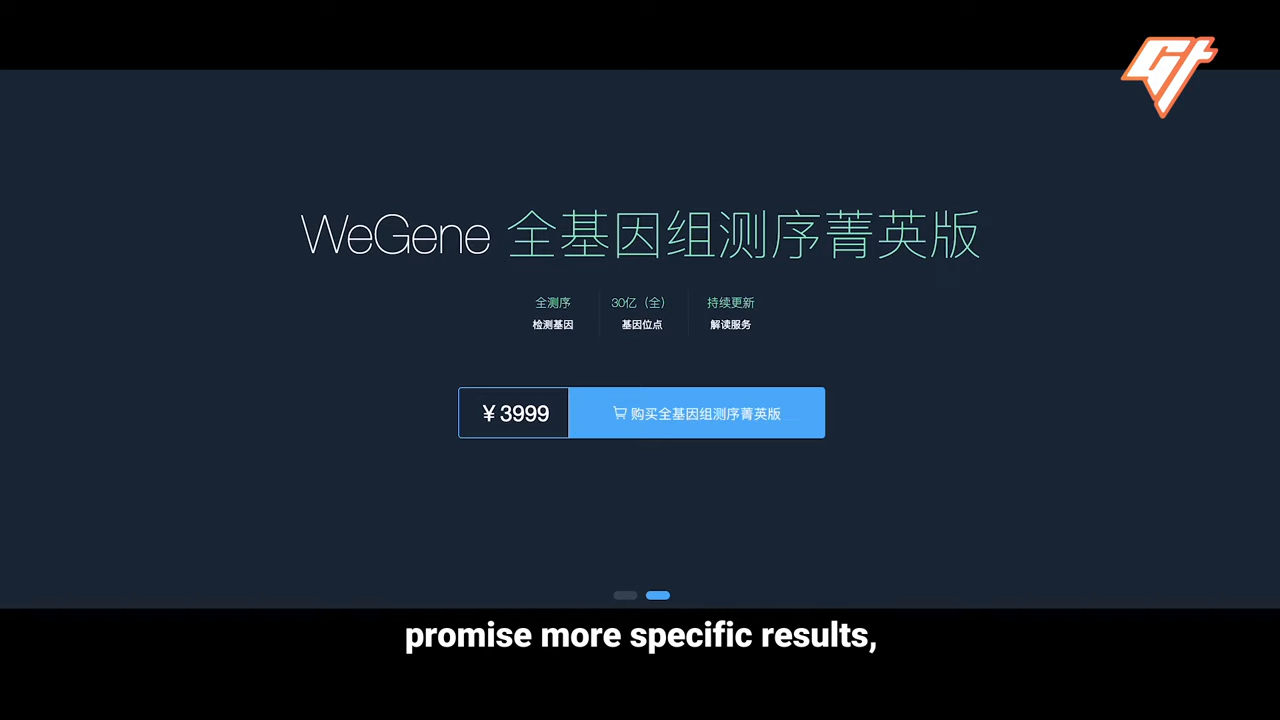 Gt
WeGene 全基因组测序菁英版
全测序 30亿（全） 持续更新
检测基因 基因位点 解读服务
¥3999 购买全基因组测序菁英版
promise more specific results,